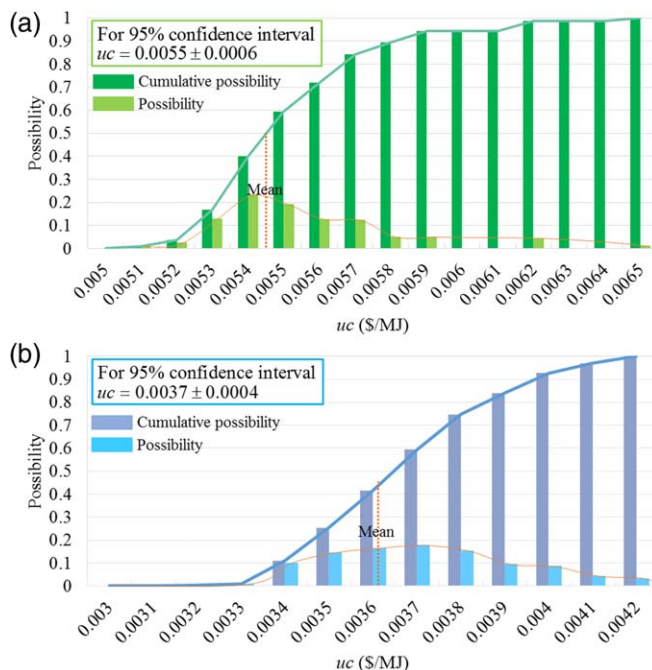 (a)
For 95% confidence interval
uc = 0.0055 ± 0.0006
Cumulative possibility
Possibility
Possibility
1
0.9
0.8
0.7
0.6
0.5
0.4
0.3
0.2
0.1
0
Mean
0.005 0.0051 0.0052 0.0053 0.0054 0.0055 0.0056 0.0057 0.0058 0.0059 0.006 0.0061 0.0062 0.0063 0.0064 0.0065
uc ($/MJ)
(b)
For 95% confidence interval
uc = 0.0037 ± 0.0004
Cumulative possibility
Possibility
Possibility
1
0.9
0.8
0.7
0.6
0.5
0.4
0.3
0.2
0.1
0
Mean
0.003 0.0031 0.0032 0.0033 0.0034 0.0035 0.0036 0.0037 0.0038 0.0039 0.004 0.0041 0.0042
uc ($/MJ)